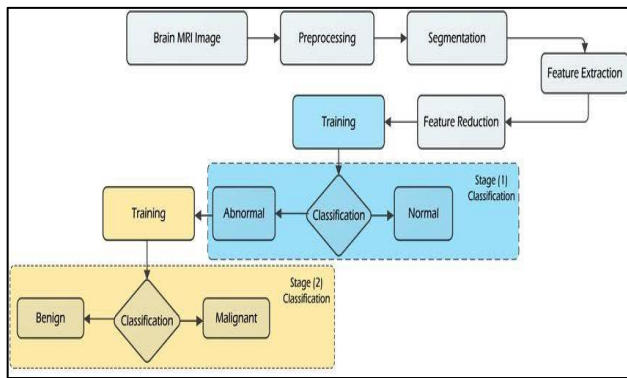 Brain MRI Image
Preprocessing
Segmentation
Feature Extraction
Feature Reduction
Training
Stage (1)
Classification
Abnormal
Classification
Normal
Training
Stage (2)
Classification
Benign
Classification
Malignant